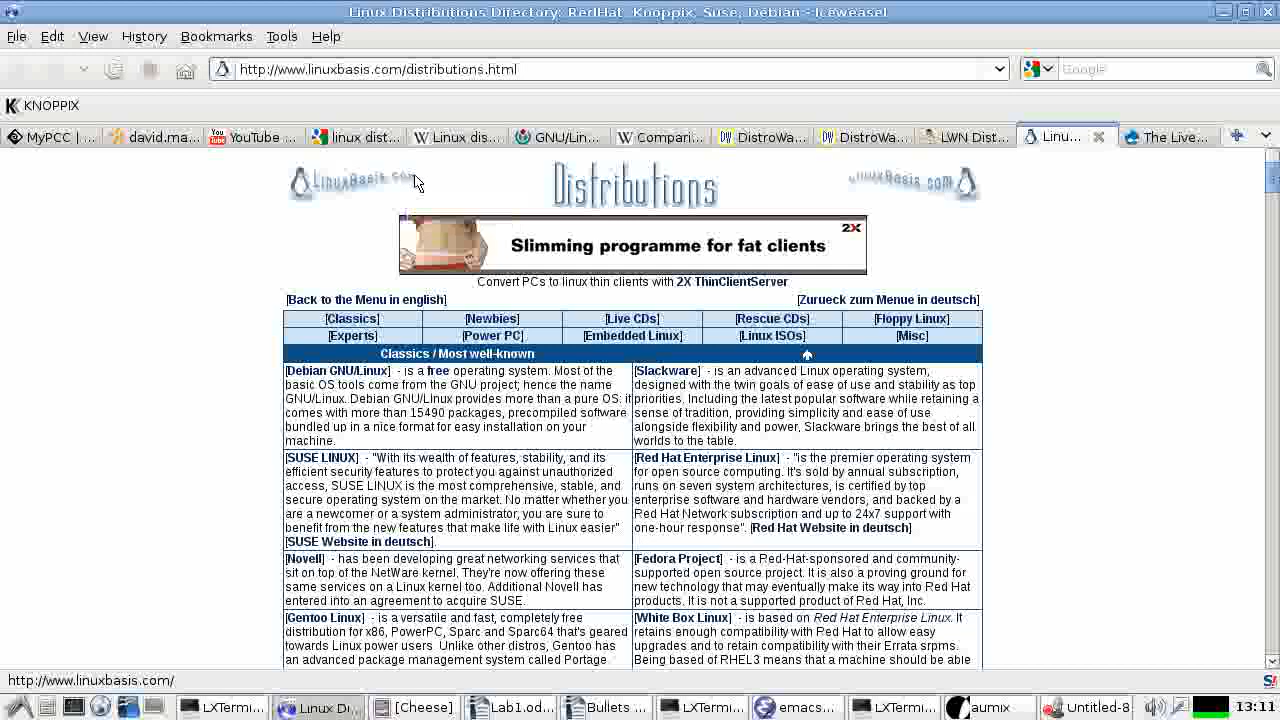 Linux Distributions Directory: RedHat, Knoppix, Suse, Debian - Iceweasel
File Edit View History Bookmarks Tools Help
http://www.linuxbasis.com/distributions.html
Google
KNOPPIX
MyPCC | ... david.ma... YouTube ... linux dist... Linux dis... GNU/Lin... Compari... DistroWa... DistroWa... LWN Dist... Linu... The Live...
LinuxBasis.com Distributions LinuxBasis.com
2X
Slimming programme for fat clients
Convert PCs to linux thin clients with 2X ThinClientServer
[Back to the Menu in english] [Zurueck zum Menue in deutsch]
[Classics] [Newbies] [Live CDs] [Rescue CDs] [Floppy Linux]
[Experts] [Power PC] [Embedded Linux] [Linux ISOs] [Misc]
Classics / Most well-known
[Debian GNU/Linux] - is a free operating system. Most of the
basic OS tools come from the GNU project; hence the name
GNU/Linux. Debian GNU/Linux provides more than a pure OS: it
comes with more than 15490 packages, precompiled software
bundled up in a nice format for easy installation on your
machine.
[Slackware] - is an advanced Linux operating system,
designed with the twin goals of ease of use and stability as top
priorities. Including the latest popular software while retaining a
sense of tradition, providing simplicity and ease of use
alongside flexibility and power, Slackware brings the best of all
worlds to the table.
[SUSE LINUX] - "With its wealth of features, stability, and its
efficient security features to protect you against unauthorized
access, SUSE LINUX is the most comprehensive, stable, and
secure operating system on the market. No matter whether you
are a newcomer or a system administrator, you are sure to
benefit from the new features that make life with Linux easier"
[SUSE Website in deutsch].
[Red Hat Enterprise Linux] - "is the premier operating system
for open source computing. It's sold by annual subscription,
runs on seven system architectures, is certified by top
enterprise software and hardware vendors, and backed by a
Red Hat Network subscription and up to 24x7 support with
one-hour response". [Red Hat Website in deutsch]
[Novell] - has been developing great networking services that
sit on top of the NetWare kernel. They're now offering these
same services on a Linux kernel too. Additional Novell has
entered into an agreement to acquire SUSE.
[Fedora Project] - is a Red-Hat-sponsored and community-
supported open source project. It is also a proving ground for
new technology that may eventually make its way into Red Hat
products. It is not a supported product of Red Hat, Inc.
[Gentoo Linux] - is a versatile and fast, completely free
distribution for x86, PowerPC, Sparc and Sparc64 that's geared
towards Linux power users Unlike other distros, Gentoo has
an advanced package management system called Portage.
[White Box Linux] - is based on Red Hat Enterprise Linux. It
retains enough compatibility with Red Hat to allow easy
upgrades and to retain compatibility with their Errata srpms.
Being based of RHEL3 means that a machine should be able
http://www.linuxbasis.com/
LXTermi... Linux Di... [Cheese] Lab1.od... Bullets ... LXTermi... emacs... LXTermi... aumix Untitled-8 13:11